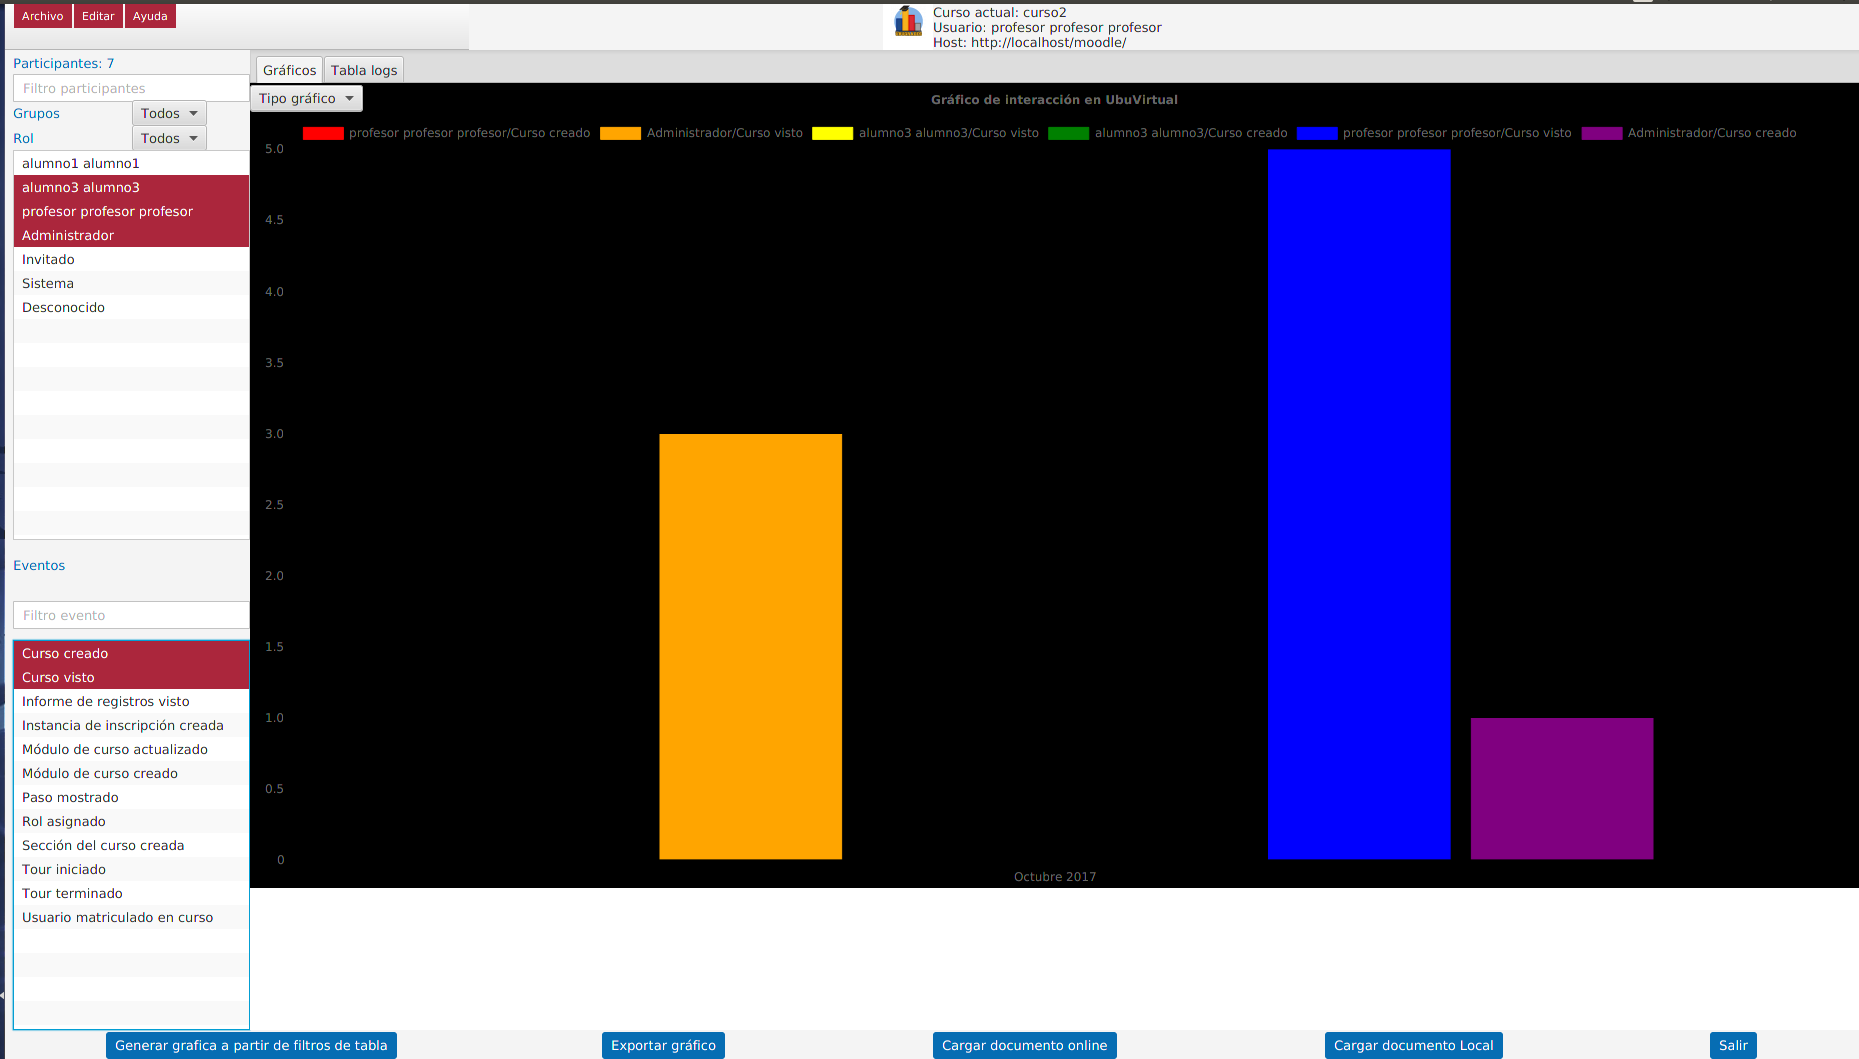 Archivo Editar Ayuda
Curso actual: curso2
Usuario: profesor profesor profesor
Host: http://localhost/moodle/
Participantes: 7
Filtro participantes
Grupos Todos
Rol Todos
alumno1 alumno1
alumno3 alumno3
profesor profesor profesor
Administrador
Invitado
Sistema
Desconocido
Eventos
Filtro evento
Curso creado
Curso visto
Informe de registros visto
Instancia de inscripción creada
Módulo de curso actualizado
Módulo de curso creado
Paso mostrado
Rol asignado
Sección del curso creada
Tour iniciado
Tour terminado
Usuario matriculado en curso
Gráficos Tabla logs
Tipo gráfico
Gráfico de interacción en UbuVirtual
profesor profesor profesor/Curso creado Administrador/Curso visto alumno3 alumno3/Curso visto alumno3 alumno3/Curso creado profesor profesor profesor/Curso visto Administrador/Curso creado
5.0
4.5
4.0
3.5
3.0
2.5
2.0
1.5
1.0
0.5
0
Octubre 2017
Generar grafica a partir de filtros de tabla Exportar gráfico Cargar documento online Cargar documento Local Salir